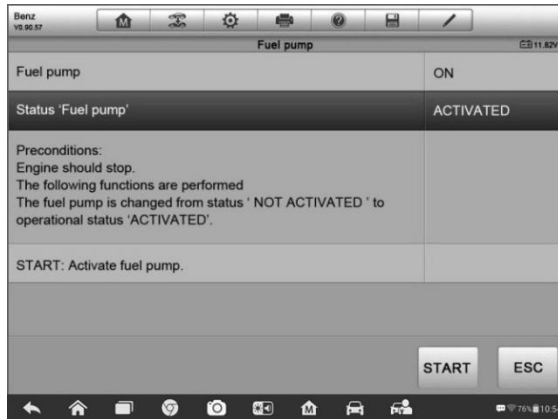 Benz
V0.90.57
Fuel pump
11.82V
Fuel pump ON
Status 'Fuel pump' ACTIVATED
Preconditions:
Engine should stop.
The following functions are performed
The fuel pump is changed from status ' NOT ACTIVATED ' to
operational status 'ACTIVATED'.
START: Activate fuel pump.
START ESC
76%